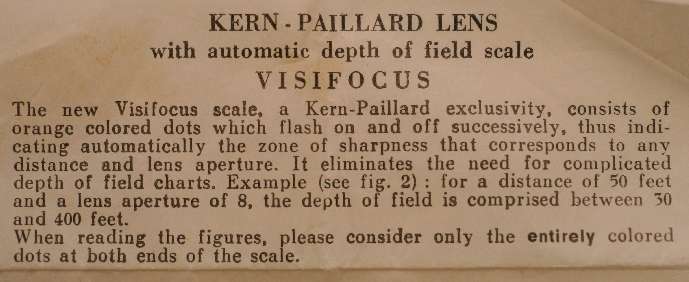 KERN - PAILLARD LENS
with automatic depth of field scale
VISIFOCUS
The new Visifocus scale, a Kern-Paillard exclusivity, consists of
orange colored dots which flash on and off successively, thus indi-
cating automatically the zone of sharpness that corresponds to any
distance and lens aperture. It eliminates the need for complicated
depth of field charts. Example (see fig. 2) : for a distance of 50 feet
and a lens aperture of 8, the depth of field is comprised between 30
and 400 feet.
When reading the figures, please consider only the entirely colored
dots at both ends of the scale.